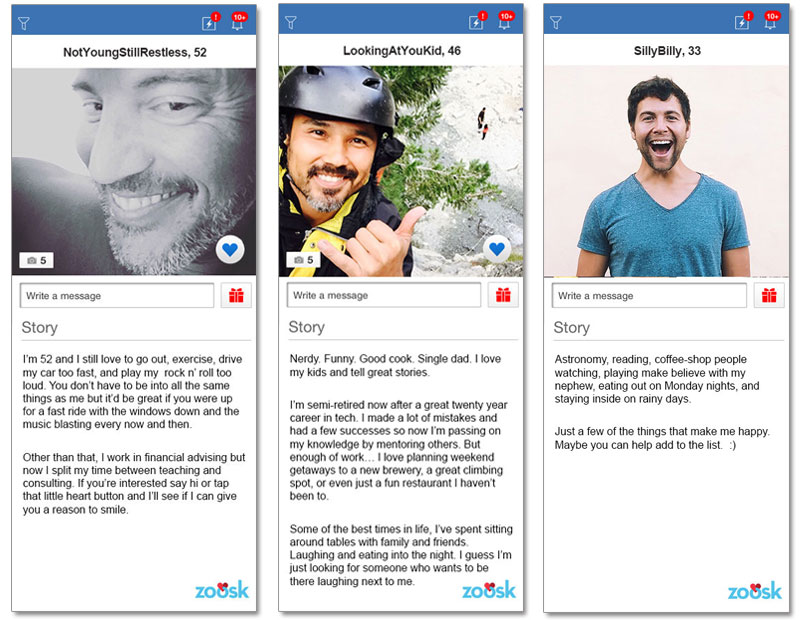 !
10+
NotYoungStillRestless, 52
5
Write a message
Story
I'm 52 and I still love to go out, exercise, drive
my car too fast, and play my rock n' roll too
loud. You don't have to be into all the same
things as me but it'd be great if you were up
for a fast ride with the windows down and the
music blasting every now and then.
Other than that, I work in financial advising but
now I split my time between teaching and
consulting. If you're interested say hi or tap
that little heart button and I'll see if I can give
you a reason to smile.
zoosk
!
10+
LookingAtYouKid, 46
5
Write a message
Story
Nerdy. Funny. Good cook. Single dad. I love
my kids and tell great stories.
I'm semi-retired now after a great twenty year
career in tech. I made a lot of mistakes and
had a few successes so now I'm passing on
my knowledge by mentoring others. But
enough of work… I love planning weekend
getaways to a new brewery, a great climbing
spot, or even just a fun restaurant I haven't
been to.
Some of the best times in life, I've spent sitting
around tables with family and friends.
Laughing and eating into the night. I guess I'm
just looking for someone who wants to be
there laughing next to me.
zoosk
!
10+
SillyBilly, 33
Write a message
Story
Astronomy, reading, coffee-shop people
watching, playing make believe with my
nephew, eating out on Monday nights, and
staying inside on rainy days.
Just a few of the things that make me happy.
Maybe you can help add to the list. :)
zoosk